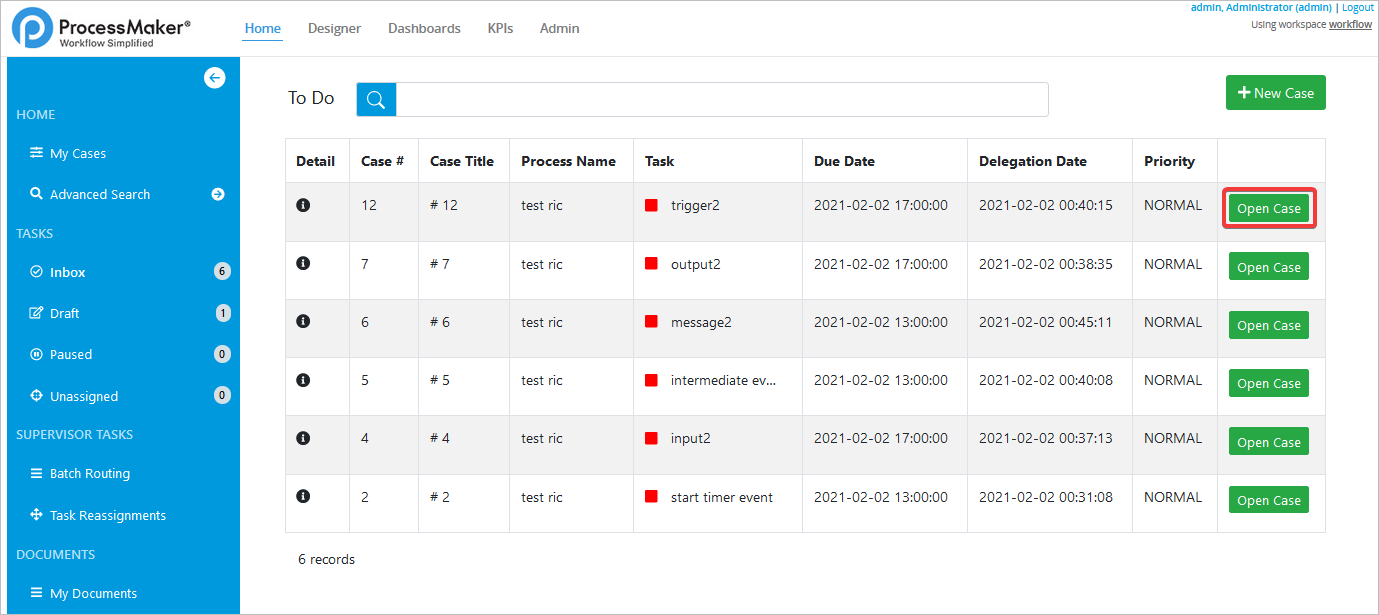 ProcessMaker®
Workflow Simplified
Home Designer Dashboards KPIs Admin
admin, Administrator (admin) | Logout
Using workspace workflow
HOME
My Cases
Advanced Search
TASKS
Inbox 6
Draft 1
Paused 0
Unassigned 0
SUPERVISOR TASKS
Batch Routing
Task Reassignments
DOCUMENTS
My Documents
To Do
New Case
Detail Case # Case Title Process Name Task Due Date Delegation Date Priority
12 # 12 test ric trigger2 2021-02-02 17:00:00 2021-02-02 00:40:15 NORMAL Open Case
7 # 7 test ric output2 2021-02-02 17:00:00 2021-02-02 00:38:35 NORMAL Open Case
6 # 6 test ric message2 2021-02-02 13:00:00 2021-02-02 00:45:11 NORMAL Open Case
5 # 5 test ric intermediate ev... 2021-02-02 13:00:00 2021-02-02 00:40:08 NORMAL Open Case
4 # 4 test ric input2 2021-02-02 17:00:00 2021-02-02 00:37:13 NORMAL Open Case
2 # 2 test ric start timer event 2021-02-02 13:00:00 2021-02-02 00:31:08 NORMAL Open Case
6 records